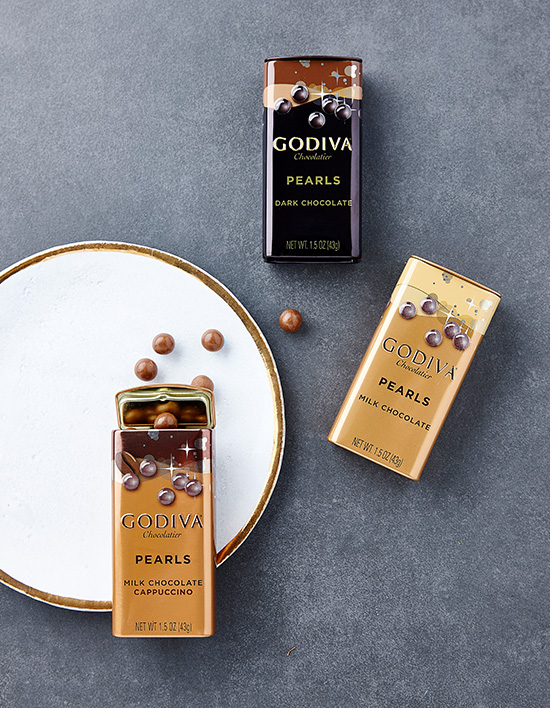 GODIVA
Chocolatier
PEARLS
DARK CHOCOLATE
NET WT. 1.5 OZ (43g)
GODIVA
Chocolatier
PEARLS
MILK CHOCOLATE
NET WT. 1.5 OZ (43g)
GODIVA
Chocolatier
PEARLS
MILK CHOCOLATE
CAPPUCCINO
NET WT. 1.5 OZ (43g)